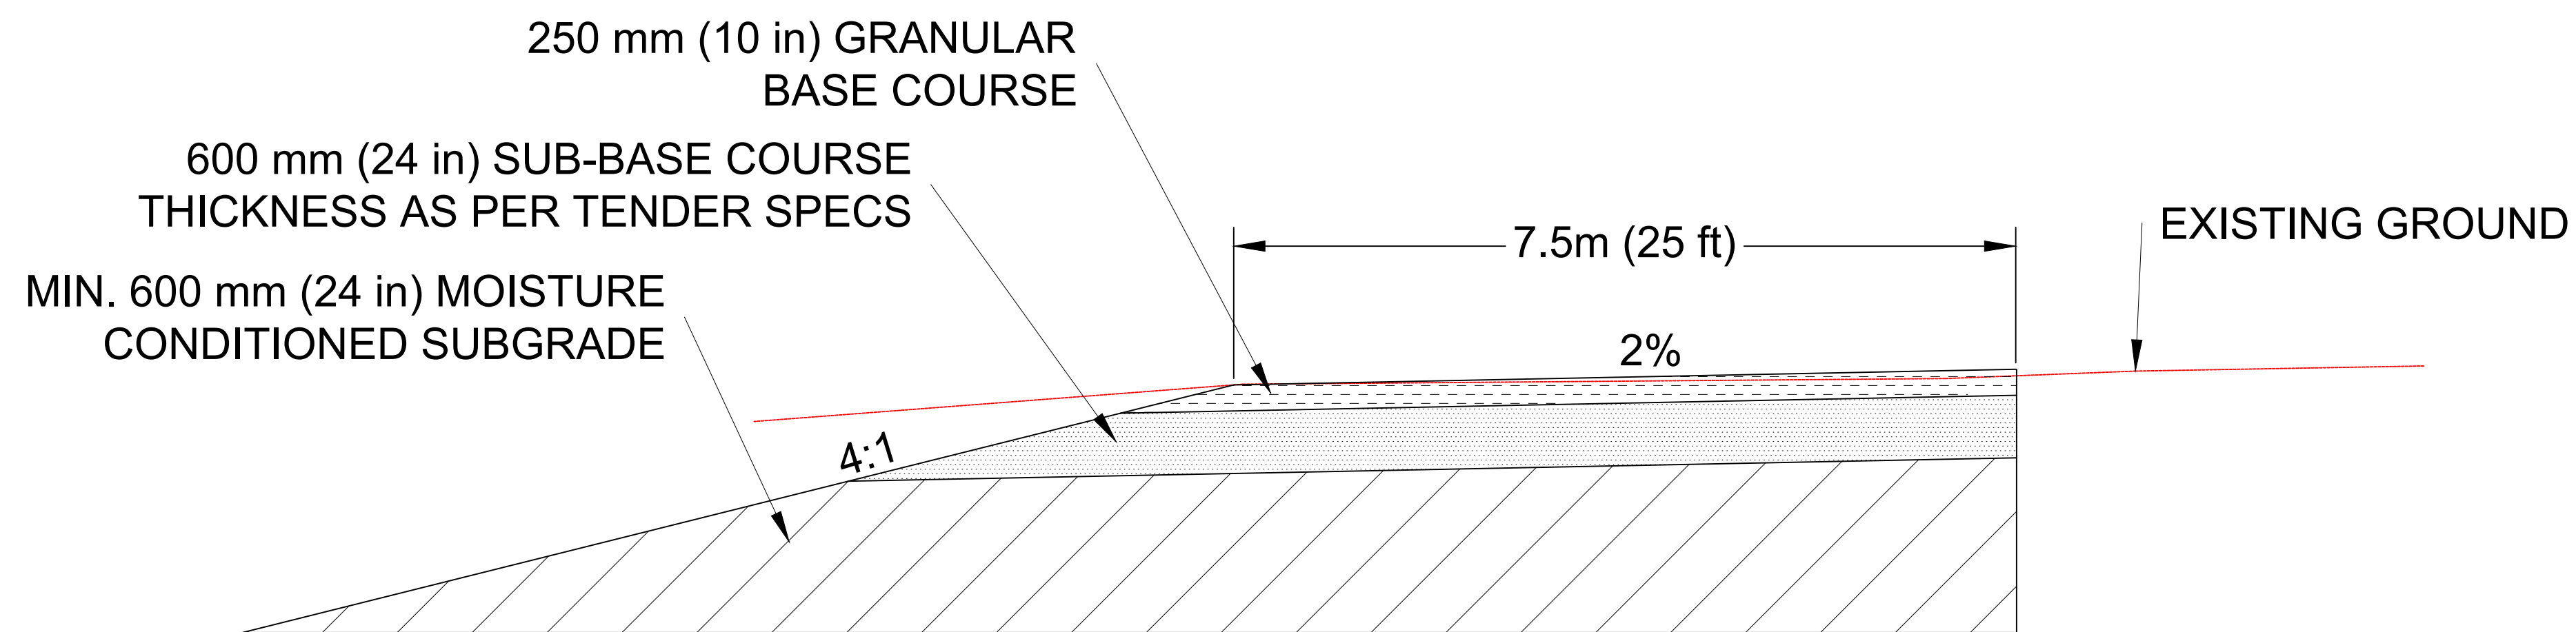 250 mm (10 in) GRANULAR
BASE COURSE
600 mm (24 in) SUB-BASE COURSE
THICKNESS AS PER TENDER SPECS
EXISTING GROUND
7.5m (25 ft)
MIN. 600 mm (24 in) MOISTURE
CONDITIONED SUBGRADE
2%
4:1